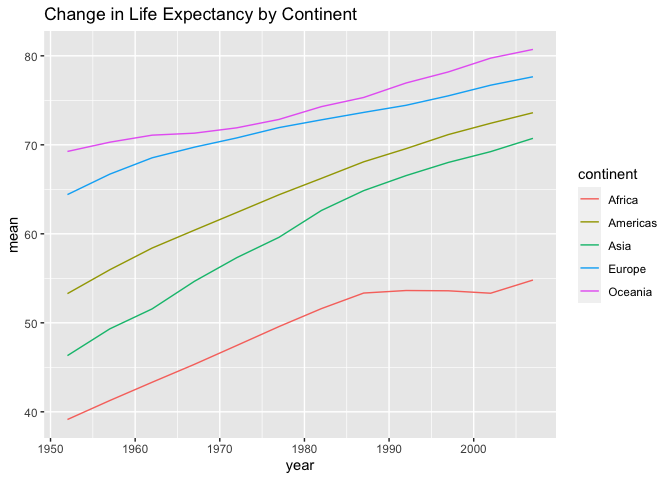 Change in Life Expectancy by Continent
mean
80
70
60
50
40
1950
1960
1970
1980
1990
2000
year
continent
Africa
Americas
Asia
Europe
Oceania